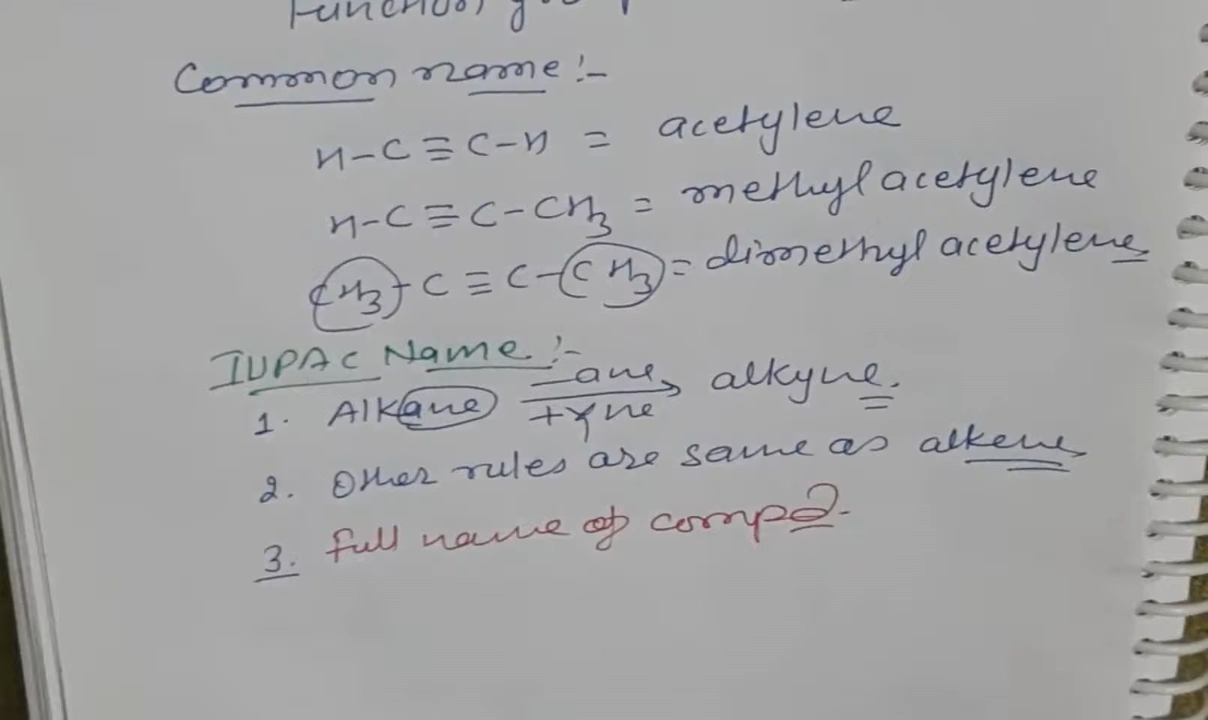 Common name :-
H-C≡C-H = acetylene
H-C≡C-CH3 = methyl acetylene
CH3-C≡C-CH3 = dimethyl acetylene
IUPAC Name :-
1. Alkane -ane +yne → alkyne.
2. Other rules are same as alkene
3. full name of compd.